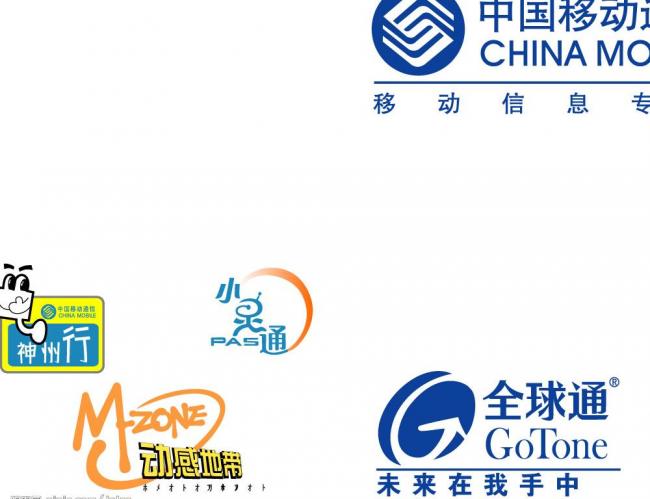 中国移动通
CHINA MO
移动信息专
中国移动通信
CHINA MOBILE
神州行
小灵通
PAS
M-ZONE
动感地带
全球通®
GoTone
未来在我手中